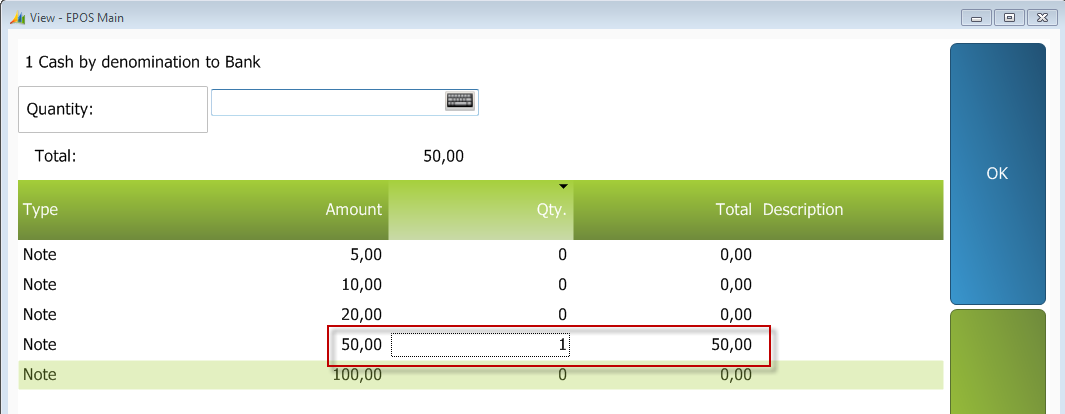 View - EPOS Main
1 Cash by denomination to Bank
Quantity:
Total: 50,00
OK
Type Amount Qty. Total Description
Note 5,00 0 0,00
Note 10,00 0 0,00
Note 20,00 0 0,00
Note 50,00 1 50,00
Note 100,00 0 0,00